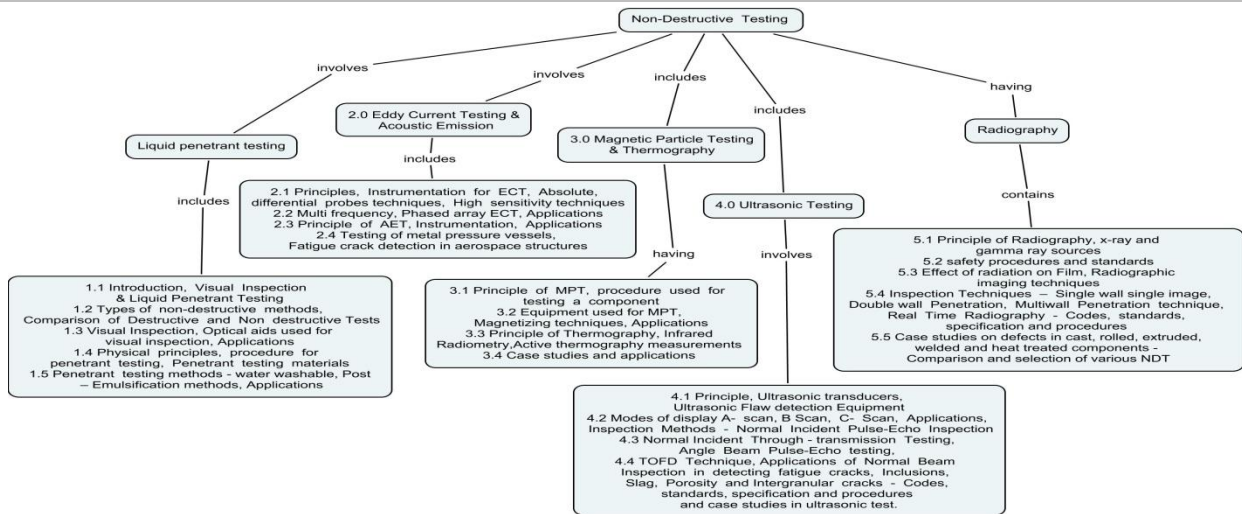 Non-Destructive Testing
involves
involves
includes
includes
having
Liquid penetrant testing
2.0 Eddy Current Testing &
Acoustic Emission
3.0 Magnetic Particle Testing
& Thermography
4.0 Ultrasonic Testing
Radiography
includes
1.1 Introduction, Visual Inspection
& Liquid Penetrant Testing
1.2 Types of non-destructive methods,
Comparison of Destructive and Non destructive Tests
1.3 Visual Inspection, Optical aids used for
visual inspection, Applications
1.4 Physical principles, procedure for
penetrant testing, Penetrant testing materials
1.5 Penetrant testing methods - water washable, Post
– Emulsification methods, Applications
includes
2.1 Principles, Instrumentation for ECT, Absolute,
differential probes techniques, High sensitivity techniques
2.2 Multi frequency, Phased array ECT, Applications
2.3 Principle of AET, Instrumentation, Applications
2.4 Testing of metal pressure vessels,
Fatigue crack detection in aerospace structures
having
3.1 Principle of MPT, procedure used for
testing a component
3.2 Equipment used for MPT,
Magnetizing techniques, Applications
3.3 Principle of Thermography, Infrared
Radiometry,Active thermography measurements
3.4 Case studies and applications
involves
4.1 Principle, Ultrasonic transducers,
Ultrasonic Flaw detection Equipment
4.2 Modes of display A- scan, B Scan, C- Scan, Applications,
Inspection Methods - Normal Incident Pulse-Echo Inspection
4.3 Normal Incident Through - transmission Testing,
Angle Beam Pulse-Echo testing,
4.4 TOFD Technique, Applications of Normal Beam
Inspection in detecting fatigue cracks, Inclusions,
Slag, Porosity and Intergranular cracks - Codes,
standards, specification and procedures
and case studies in ultrasonic test.
contains
5.1 Principle of Radiography, x-ray and
gamma ray sources
5.2 safety procedures and standards
5.3 Effect of radiation on Film, Radiographic
imaging techniques
5.4 Inspection Techniques – Single wall single image,
Double wall Penetration, Multiwall Penetration technique,
Real Time Radiography - Codes, standards,
specification and procedures
5.5 Case studies on defects in cast, rolled, extruded,
welded and heat treated components -
Comparison and selection of various NDT